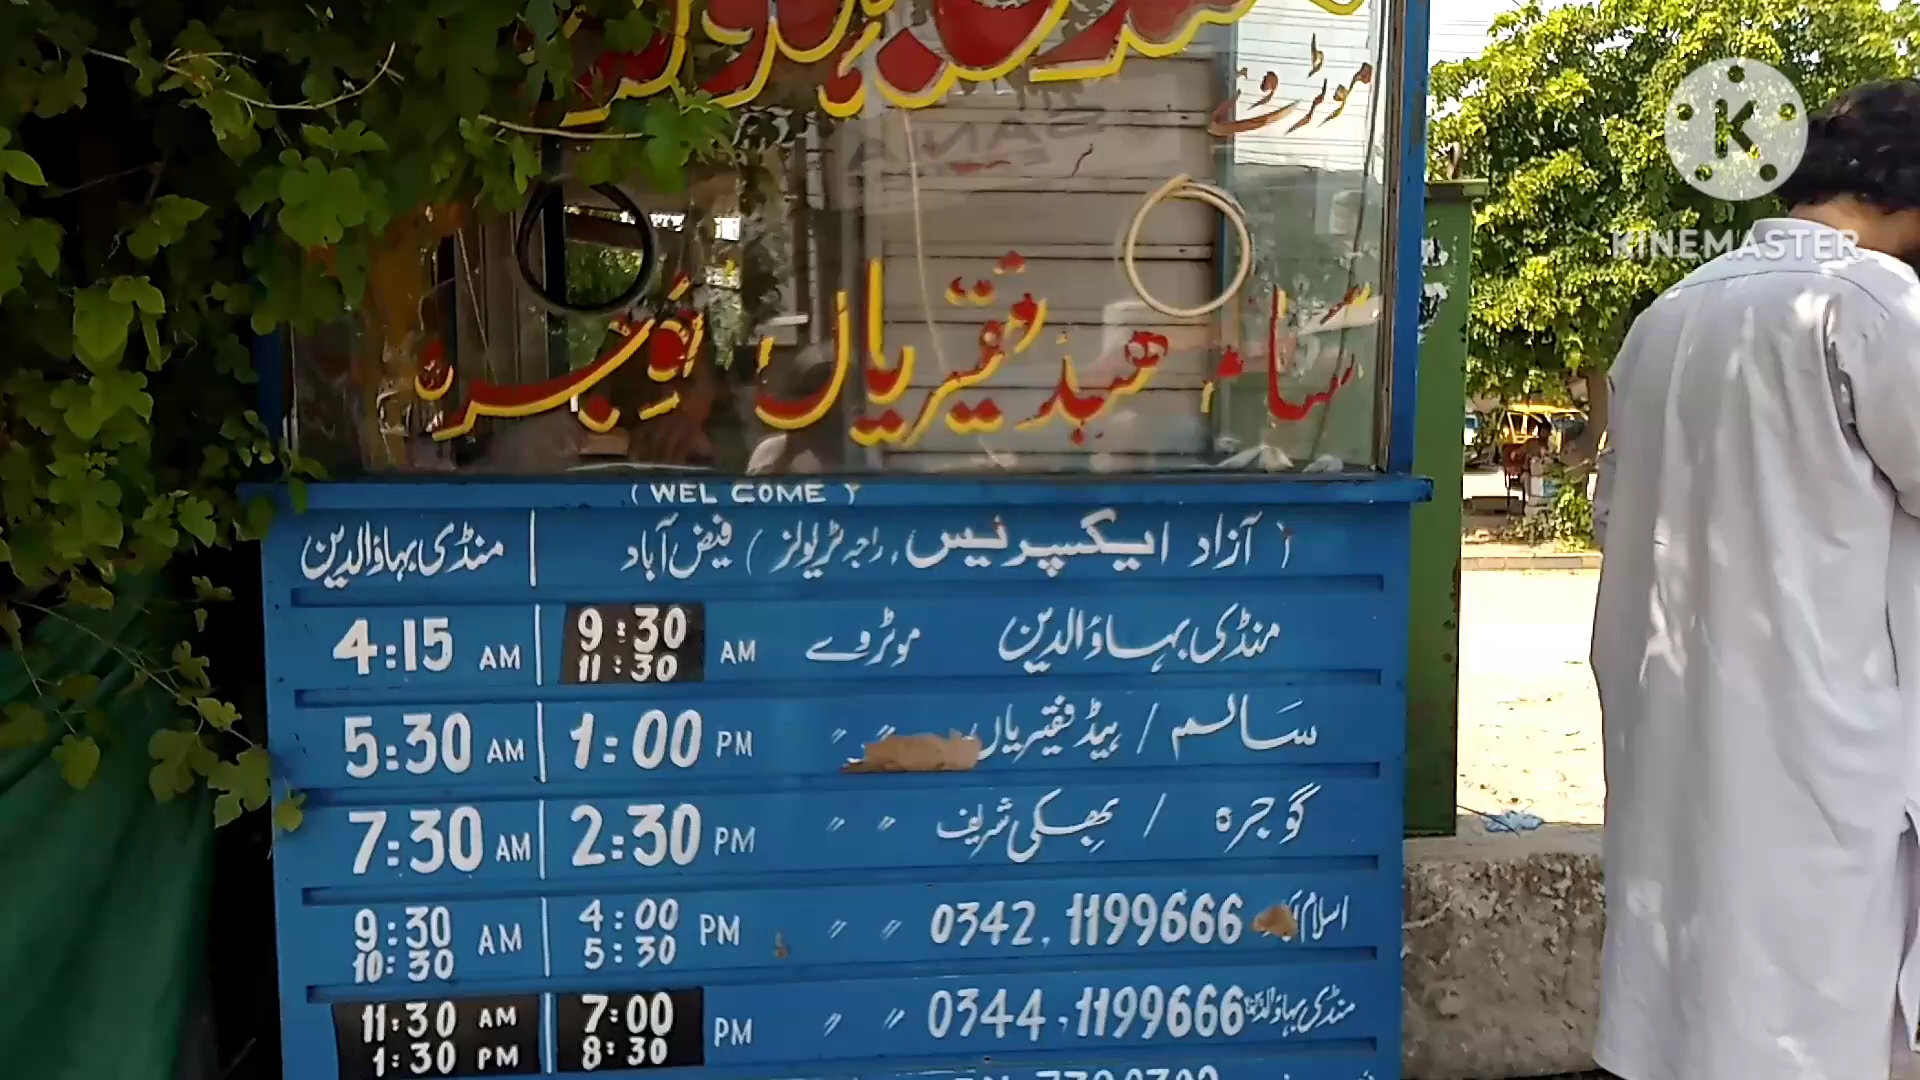 موٹروے
K
KINEMASTER
ہیڈ فقیریاں گوجرہ
( WEL COME )
( آزاد ایکسپریس، راجہ ٹریولز ) فیض آباد | منڈی بہاؤالدین
منڈی بہاؤالدین موٹروے 9:30 11:30 AM | 4:15 AM
سالم / ہیڈ فقیریاں 〃 〃 1:00 PM | 5:30 AM
گوجرہ / بھکی شریف 〃 〃 2:30 PM | 7:30 AM
اسلام آباد 0342.1199666 〃 〃 4:00 5:30 PM | 9:30 10:30 AM
منڈی بہاؤالدین 0344.1199666 〃 〃 7:00 8:30 PM | 11:30 AM 1:30 PM